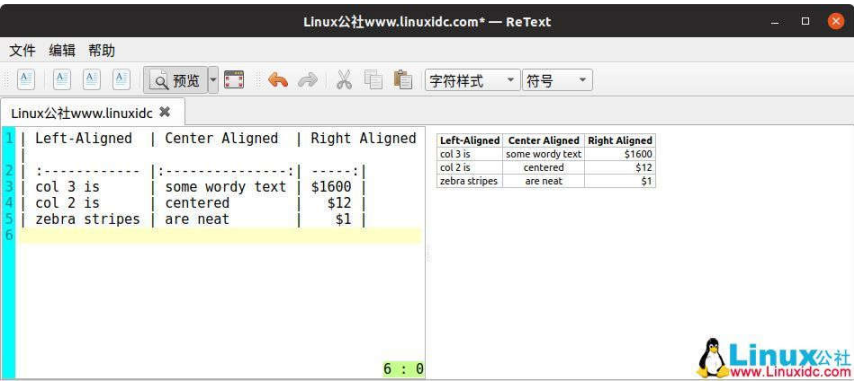 Linux公社www.linuxidc.com* — ReText
文件 编辑 帮助
预览 字符样式 符号
Linux公社www.linuxidc
1 | Left-Aligned  | Center Aligned  | Right Aligned
|
2 | :------------ |:---------------:| -----:|
3 | col 3 is      | some wordy text | $1600 |
4 | col 2 is      | centered        |   $12 |
5 | zebra stripes | are neat        |    $1 |
6
6 : 0
Left-Aligned Center Aligned Right Aligned
col 3 is some wordy text $1600
col 2 is centered $12
zebra stripes are neat $1
Linux公社
www.Linuxidc.com